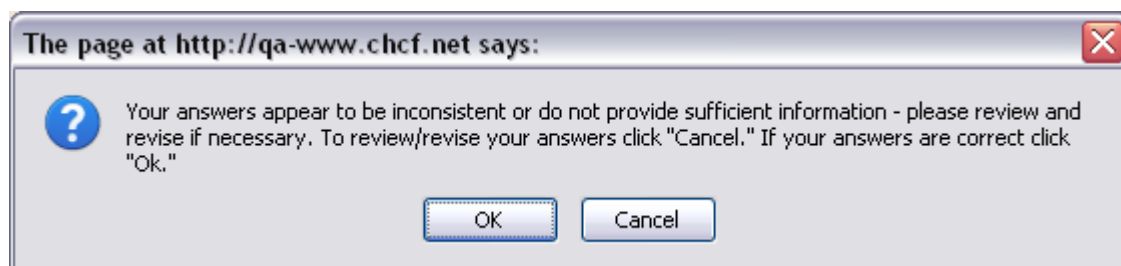 The page at http://qa-www.chcf.net says:
Your answers appear to be inconsistent or do not provide sufficient information - please review and
revise if necessary. To review/revise your answers click "Cancel." If your answers are correct click
"Ok."
OK Cancel